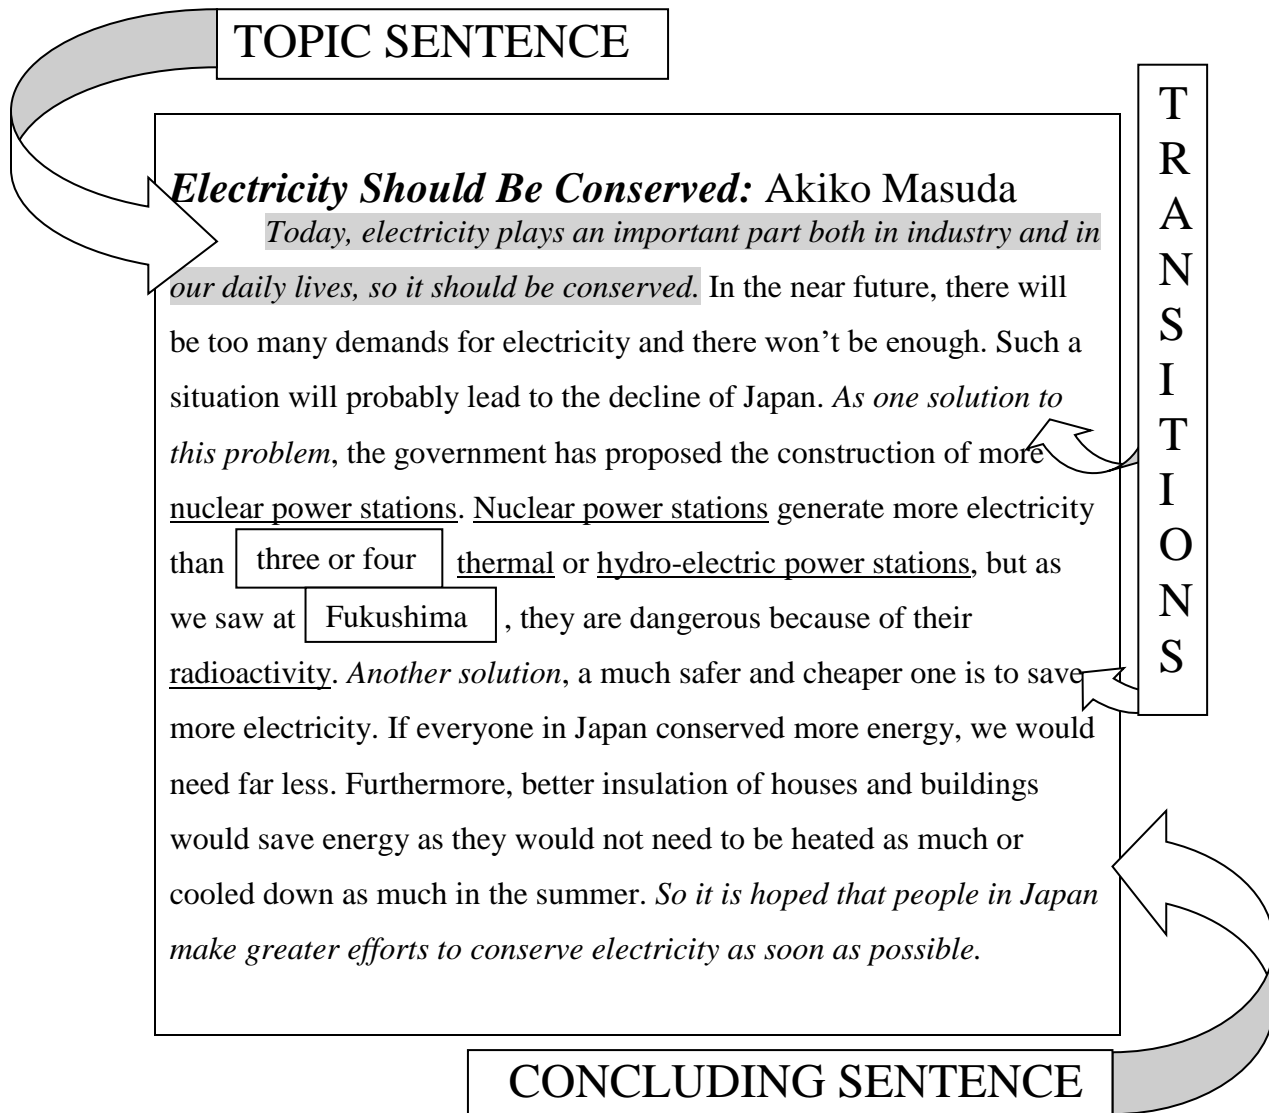 TOPIC SENTENCE
TRANSITIONS
Electricity Should Be Conserved: Akiko Masuda
Today, electricity plays an important part both in industry and in
our daily lives, so it should be conserved. In the near future, there will
be too many demands for electricity and there won’t be enough. Such a
situation will probably lead to the decline of Japan. As one solution to
this problem, the government has proposed the construction of more
nuclear power stations. Nuclear power stations generate more electricity
than three or four thermal or hydro-electric power stations, but as
we saw at Fukushima , they are dangerous because of their
radioactivity. Another solution, a much safer and cheaper one is to save
more electricity. If everyone in Japan conserved more energy, we would
need far less. Furthermore, better insulation of houses and buildings
would save energy as they would not need to be heated as much or
cooled down as much in the summer. So it is hoped that people in Japan
make greater efforts to conserve electricity as soon as possible.
CONCLUDING SENTENCE